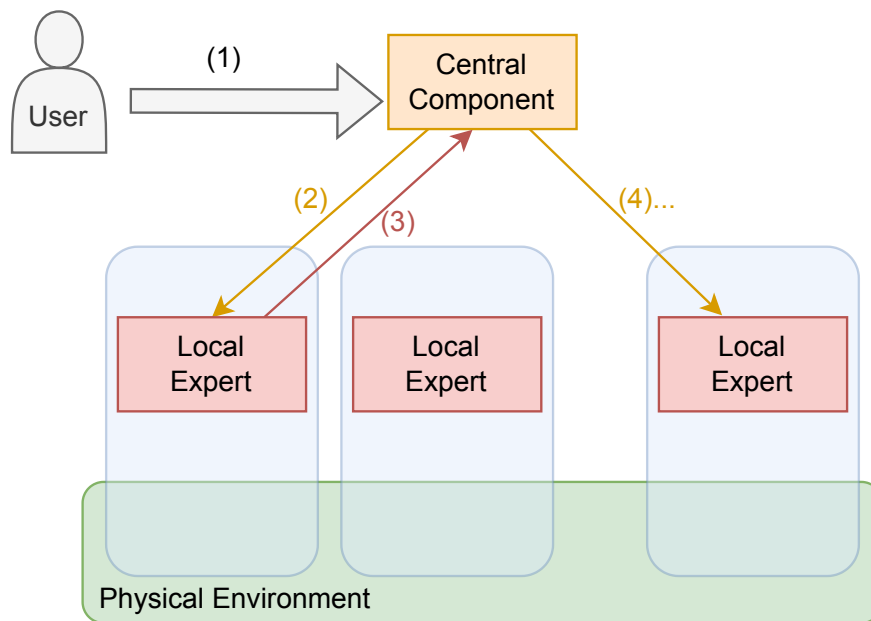 (1)
Central
Component
User
(2)
(3)
(4)...
Local
Expert
Local
Expert
Local
Expert
Physical Environment